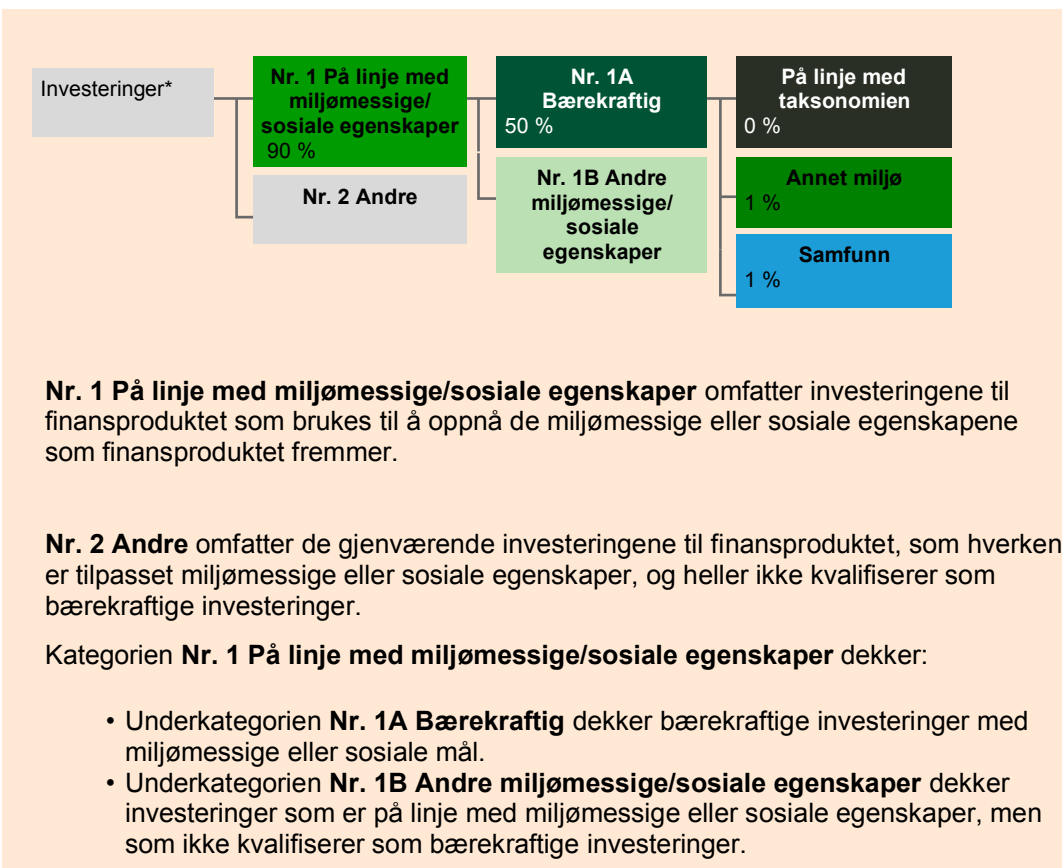 Investeringer*
Nr. 1 På linje med
miljømessige/
sosiale egenskaper
90 %
Nr. 2 Andre
Nr. 1A
Bærekraftig
50 %
Nr. 1B Andre
miljømessige/
sosiale
egenskaper
På linje med
taksonomien
0 %
Annet miljø
1 %
Samfunn
1 %
Nr. 1 På linje med miljømessige/sosiale egenskaper omfatter investeringene til
finansproduktet som brukes til å oppnå de miljømessige eller sosiale egenskapene
som finansproduktet fremmer.
Nr. 2 Andre omfatter de gjenværende investeringene til finansproduktet, som hverken
er tilpasset miljømessige eller sosiale egenskaper, og heller ikke kvalifiserer som
bærekraftige investeringer.
Kategorien Nr. 1 På linje med miljømessige/sosiale egenskaper dekker:
• Underkategorien Nr. 1A Bærekraftig dekker bærekraftige investeringer med
miljømessige eller sosiale mål.
• Underkategorien Nr. 1B Andre miljømessige/sosiale egenskaper dekker
investeringer som er på linje med miljømessige eller sosiale egenskaper, men
som ikke kvalifiserer som bærekraftige investeringer.